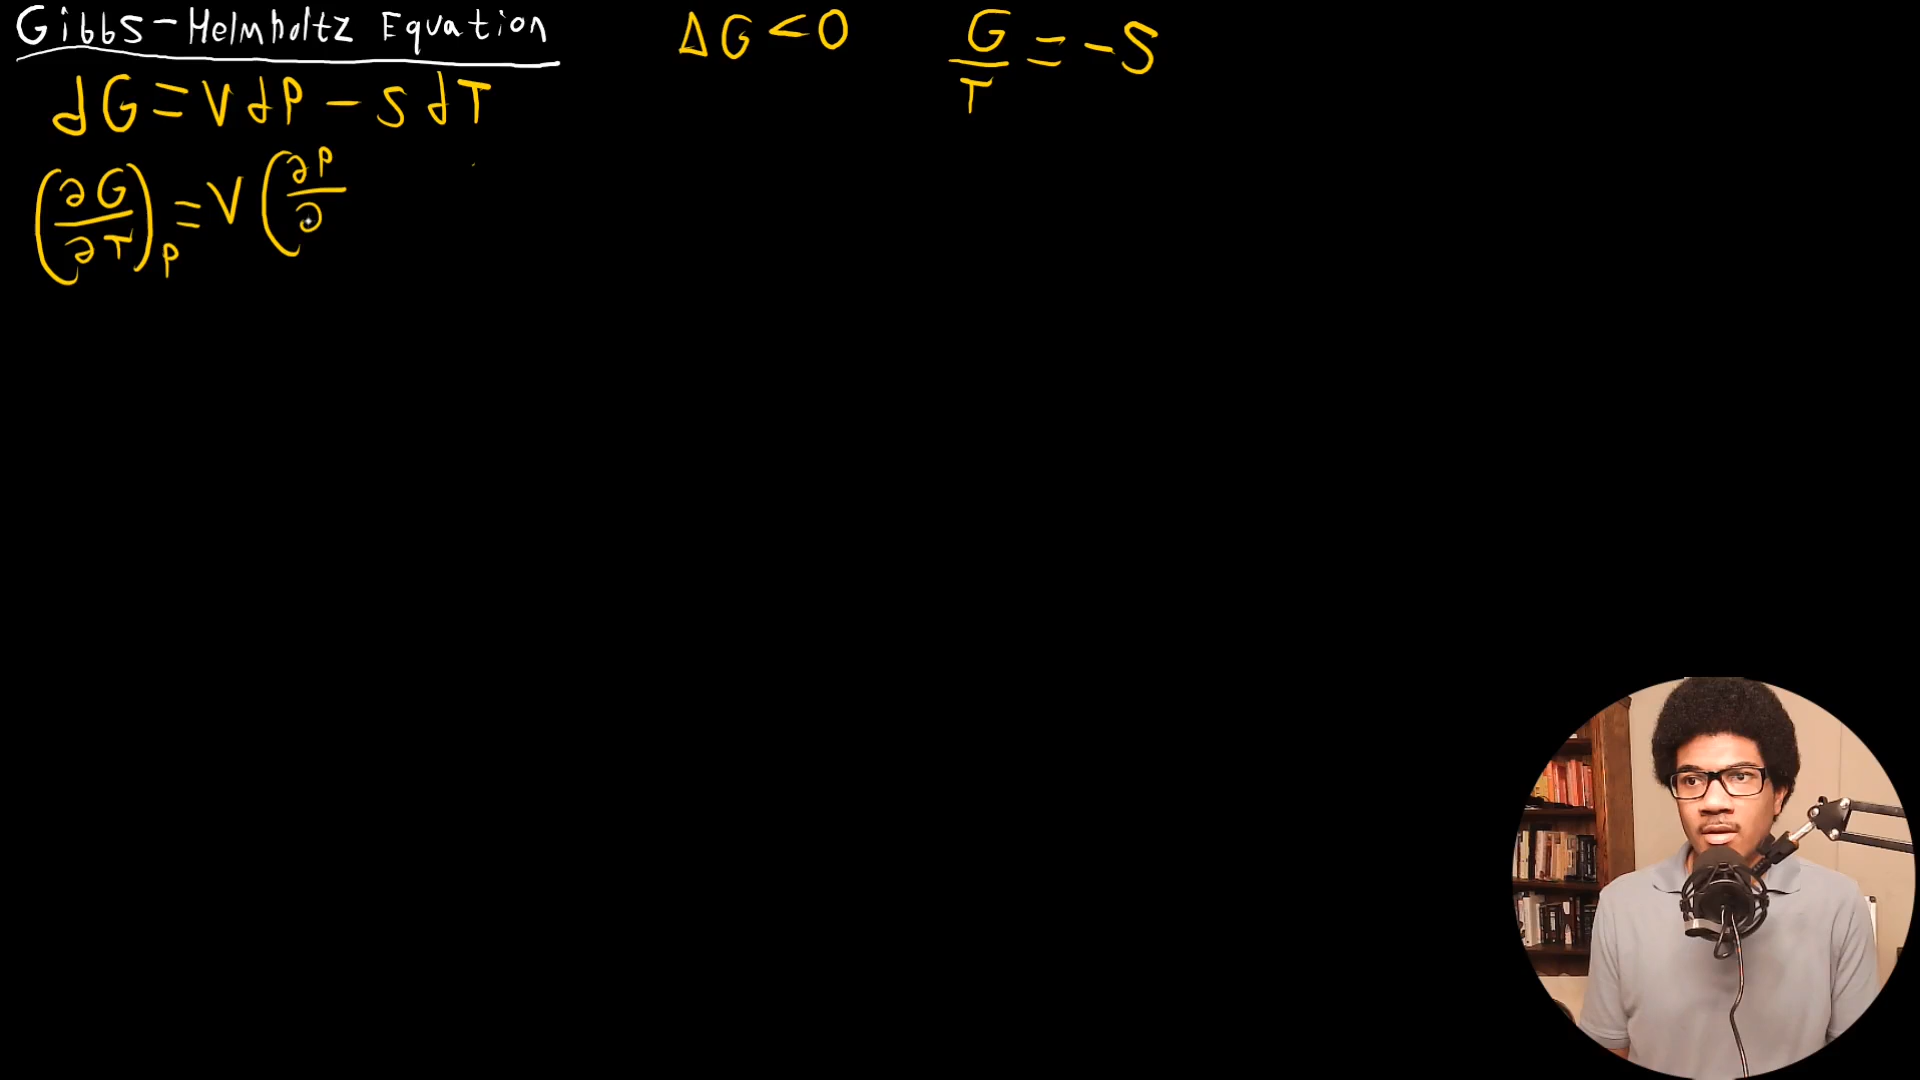 Gibbs-Helmholtz Equation
ΔG<0
G/T = -S
dG = VdP - SdT
(∂G/∂T)_P = V(∂P/∂